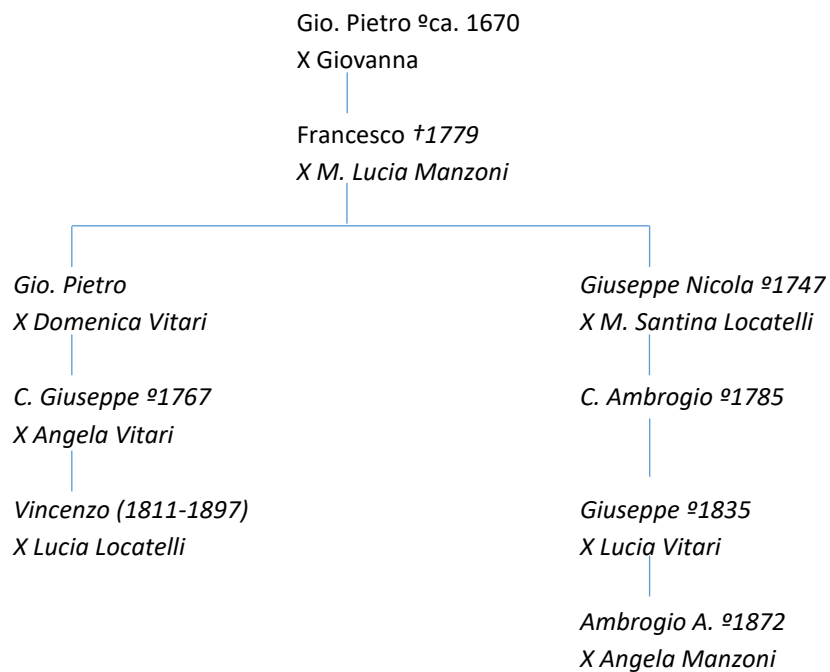 Gio. Pietro ºca. 1670
X Giovanna
Francesco †1779
X M. Lucia Manzoni
Gio. Pietro
X Domenica Vitari
Giuseppe Nicola º1747
X M. Santina Locatelli
C. Giuseppe º1767
X Angela Vitari
C. Ambrogio º1785
Vincenzo (1811-1897)
X Lucia Locatelli
Giuseppe º1835
X Lucia Vitari
Ambrogio A. º1872
X Angela Manzoni